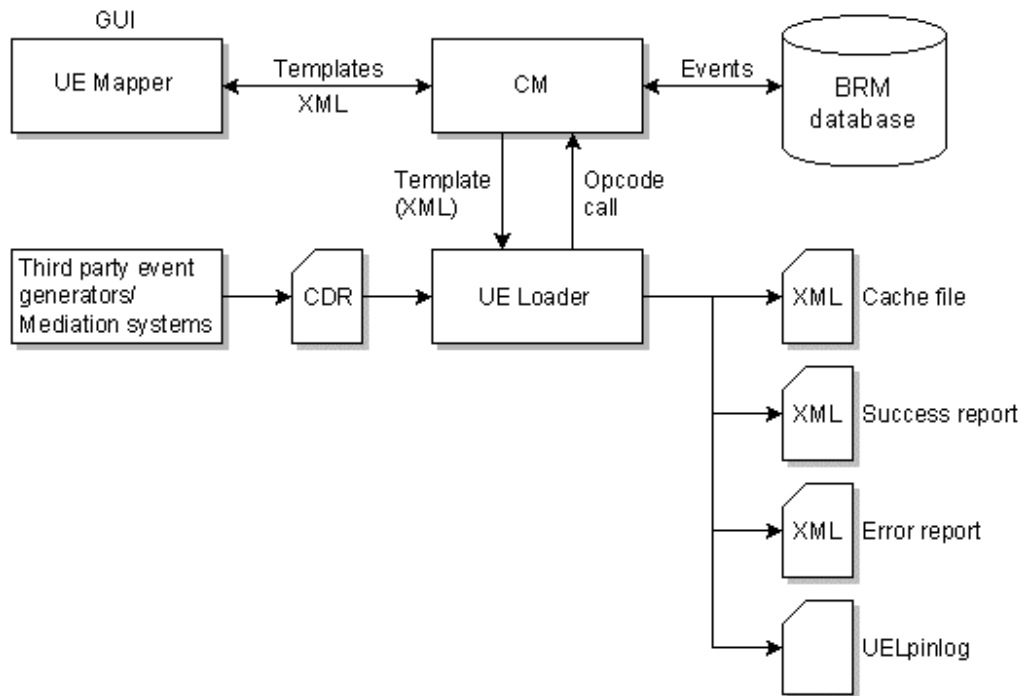 GUI
UE Mapper
Templates
XML
CM
Events
BRM
database
Template
(XML)
Opcode
call
Third party event
generators/
Mediation systems
CDR
UE Loader
XML
Cache file
XML
Success report
XML
Error report
UELpinlog